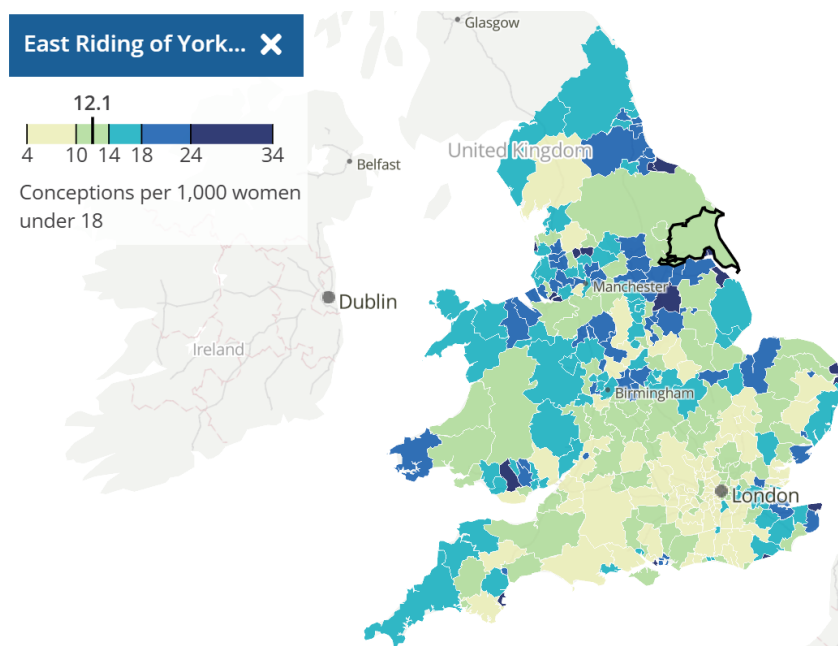 East Riding of York...
12.1
4 10 14 18 24 34
Conceptions per 1,000 women
under 18
Glasgow
United Kingdom
Belfast
Manchester
Dublin
Ireland
Birmingham
London